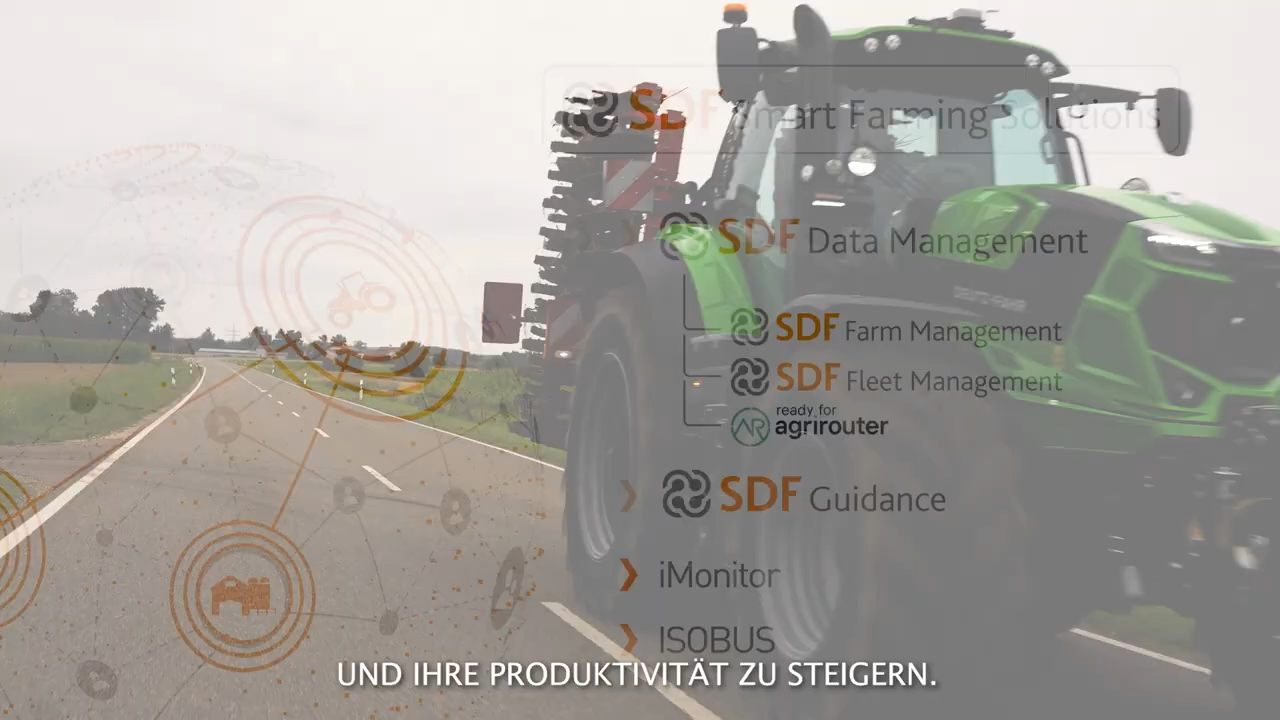 SDF Smart Farming Solutions
SDF Data Management
SDF Farm Management
SDF Fleet Management
AR ready for
agrirouter
SDF Guidance
iMonitor
ISOBUS
UND IHRE PRODUKTIVITÄT ZU STEIGERN.